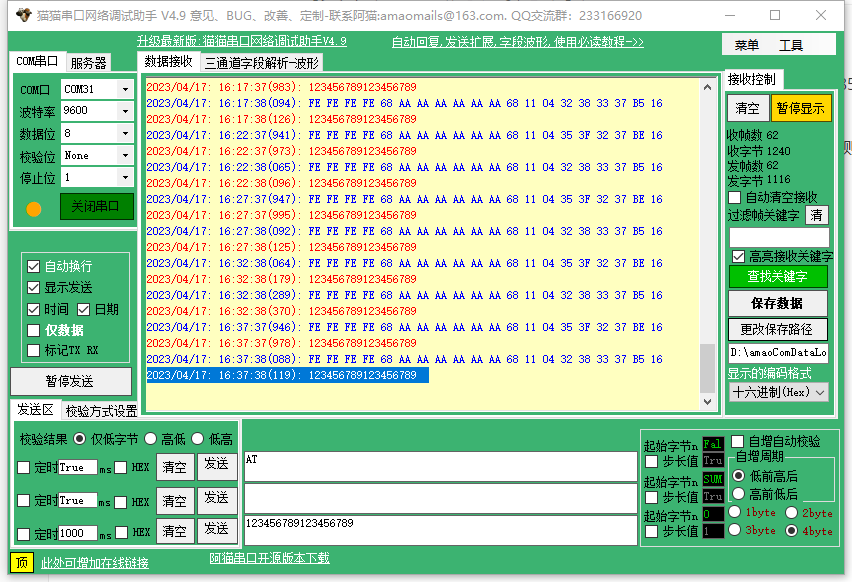 猫猫串口网络调试助手 V4.9 意见、BUG、改善、定制-联系阿猫:amaomails@163.com. QQ交流群：233166920
升级最新版:猫猫串口网络调试助手V4.9
自动回复,发送扩展,字段波形,使用必读教程-->>
菜单 工具
COM串口 服务器
COM口 COM31
波特率 9600
数据位 8
校验位 None
停止位 1
关闭串口
自动换行
显示发送
时间 日期
仅数据
标记TX RX
暂停发送
数据接收 三通道字段解析-波形
2023/04/17: 16:17:37(983): 123456789123456789
2023/04/17: 16:17:38(094): FE FE FE FE 68 AA AA AA AA AA AA 68 11 04 32 38 33 37 B5 16
2023/04/17: 16:17:38(126): 123456789123456789
2023/04/17: 16:22:37(941): FE FE FE FE 68 AA AA AA AA AA AA 68 11 04 35 3F 32 37 BE 16
2023/04/17: 16:22:37(973): 123456789123456789
2023/04/17: 16:22:38(065): FE FE FE FE 68 AA AA AA AA AA AA 68 11 04 32 38 33 37 B5 16
2023/04/17: 16:22:38(096): 123456789123456789
2023/04/17: 16:27:37(947): FE FE FE FE 68 AA AA AA AA AA AA 68 11 04 35 3F 32 37 BE 16
2023/04/17: 16:27:37(995): 123456789123456789
2023/04/17: 16:27:38(092): FE FE FE FE 68 AA AA AA AA AA AA 68 11 04 32 38 33 37 B5 16
2023/04/17: 16:27:38(125): 123456789123456789
2023/04/17: 16:32:38(064): FE FE FE FE 68 AA AA AA AA AA AA 68 11 04 35 3F 32 37 BE 16
2023/04/17: 16:32:38(179): 123456789123456789
2023/04/17: 16:32:38(289): FE FE FE FE 68 AA AA AA AA AA AA 68 11 04 32 38 33 37 B5 16
2023/04/17: 16:32:38(370): 123456789123456789
2023/04/17: 16:37:37(946): FE FE FE FE 68 AA AA AA AA AA AA 68 11 04 35 3F 32 37 BE 16
2023/04/17: 16:37:37(978): 123456789123456789
2023/04/17: 16:37:38(088): FE FE FE FE 68 AA AA AA AA AA AA 68 11 04 32 38 33 37 B5 16
2023/04/17: 16:37:38(119): 123456789123456789
接收控制
清空 暂停显示
收帧数 62
收字节 1240
发帧数 62
发字节 1116
自动清空接收
过滤帧关键字 清
高亮接收关键字
查找关键字
保存数据
更改保存路径
D:\amaoComDataLo
显示的编码格式
十六进制(Hex)
发送区 校验方式设置
校验结果 仅低字节 高低 低高
定时 True ms HEX 清空 发送
定时 True ms HEX 清空 发送
定时 1000 ms HEX 清空 发送
AT
123456789123456789
起始字节n Fal
步长值 Tru
起始字节n SUM
步长值 Tru
起始字节n 0
步长值 1
自增自动校验
自增周期
低前高后
高前低后
1byte 2byte
3byte 4byte
顶 此处可增加在线链接
阿猫串口开源版本下载